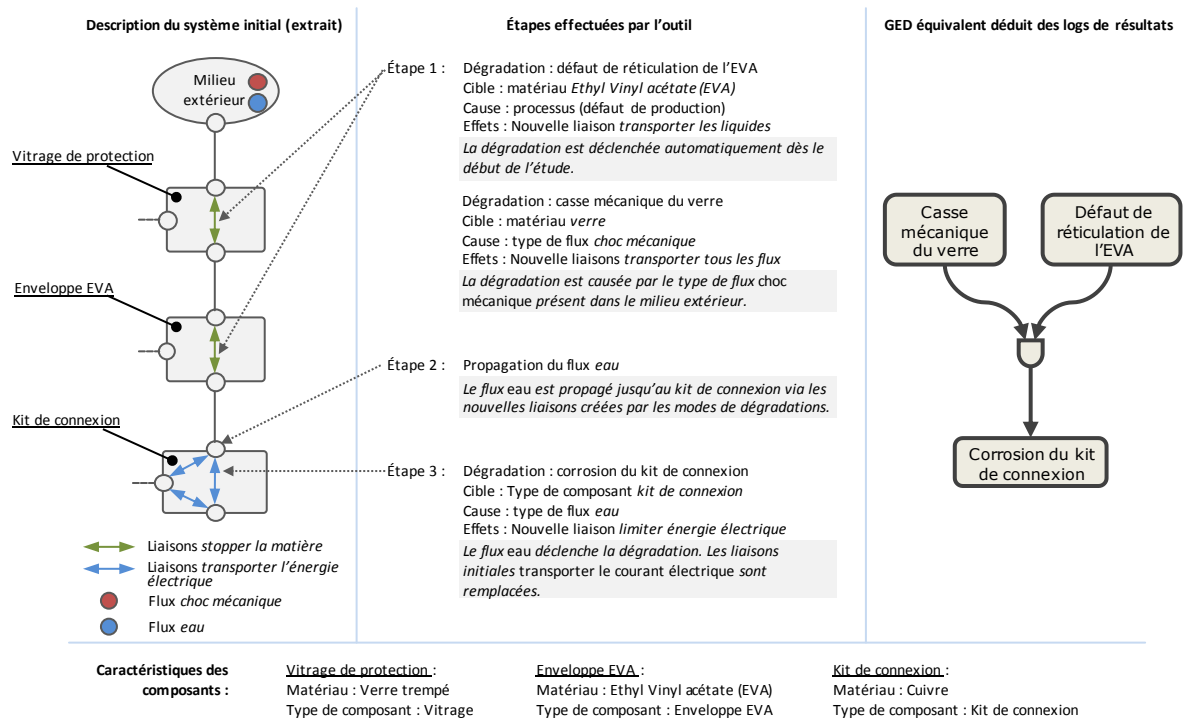 Description du système initial (extrait)
Milieu
extérieur
Vitrage de protection
Enveloppe EVA
Kit de connexion
Liaisons stopper la matière
Liaisons transporter l'énergie
électrique
Flux choc mécanique
Flux eau
Étapes effectuées par l'outil
Étape 1 :
Dégradation : défaut de réticulation de l'EVA
Cible : matériau Ethyl Vinyl acétate (EVA)
Cause : processus (défaut de production)
Effets : Nouvelle liaison transporter les liquides
La dégradation est déclenchée automatiquement dès le
début de l'étude.
Dégradation : casse mécanique du verre
Cible : matériau verre
Cause : type de flux choc mécanique
Effets : Nouvelle liaisons transporter tous les flux
La dégradation est causée par le type de flux choc
mécanique présent dans le milieu extérieur.
Étape 2 :
Propagation du flux eau
Le flux eau est propagé jusqu'au kit de connexion via les
nouvelles liaisons créées par les modes de dégradations.
Étape 3 :
Dégradation : corrosion du kit de connexion
Cible : Type de composant kit de connexion
Cause : type de flux eau
Effets : Nouvelle liaison limiter énergie électrique
Le flux eau déclenche la dégradation. Les liaisons
initiales transporter le courant électrique sont
remplacées.
GED équivalent déduit des logs de résultats
Casse
mécanique
du verre
Défaut de
réticulation de
l'EVA
Corrosion du kit
de connexion
Caractéristiques des
composants :
Vitrage de protection :
Matériau : Verre trempé
Type de composant : Vitrage
Enveloppe EVA :
Matériau : Ethyl Vinyl acétate (EVA)
Type de composant : Enveloppe EVA
Kit de connexion :
Matériau : Cuivre
Type de composant : Kit de connexion